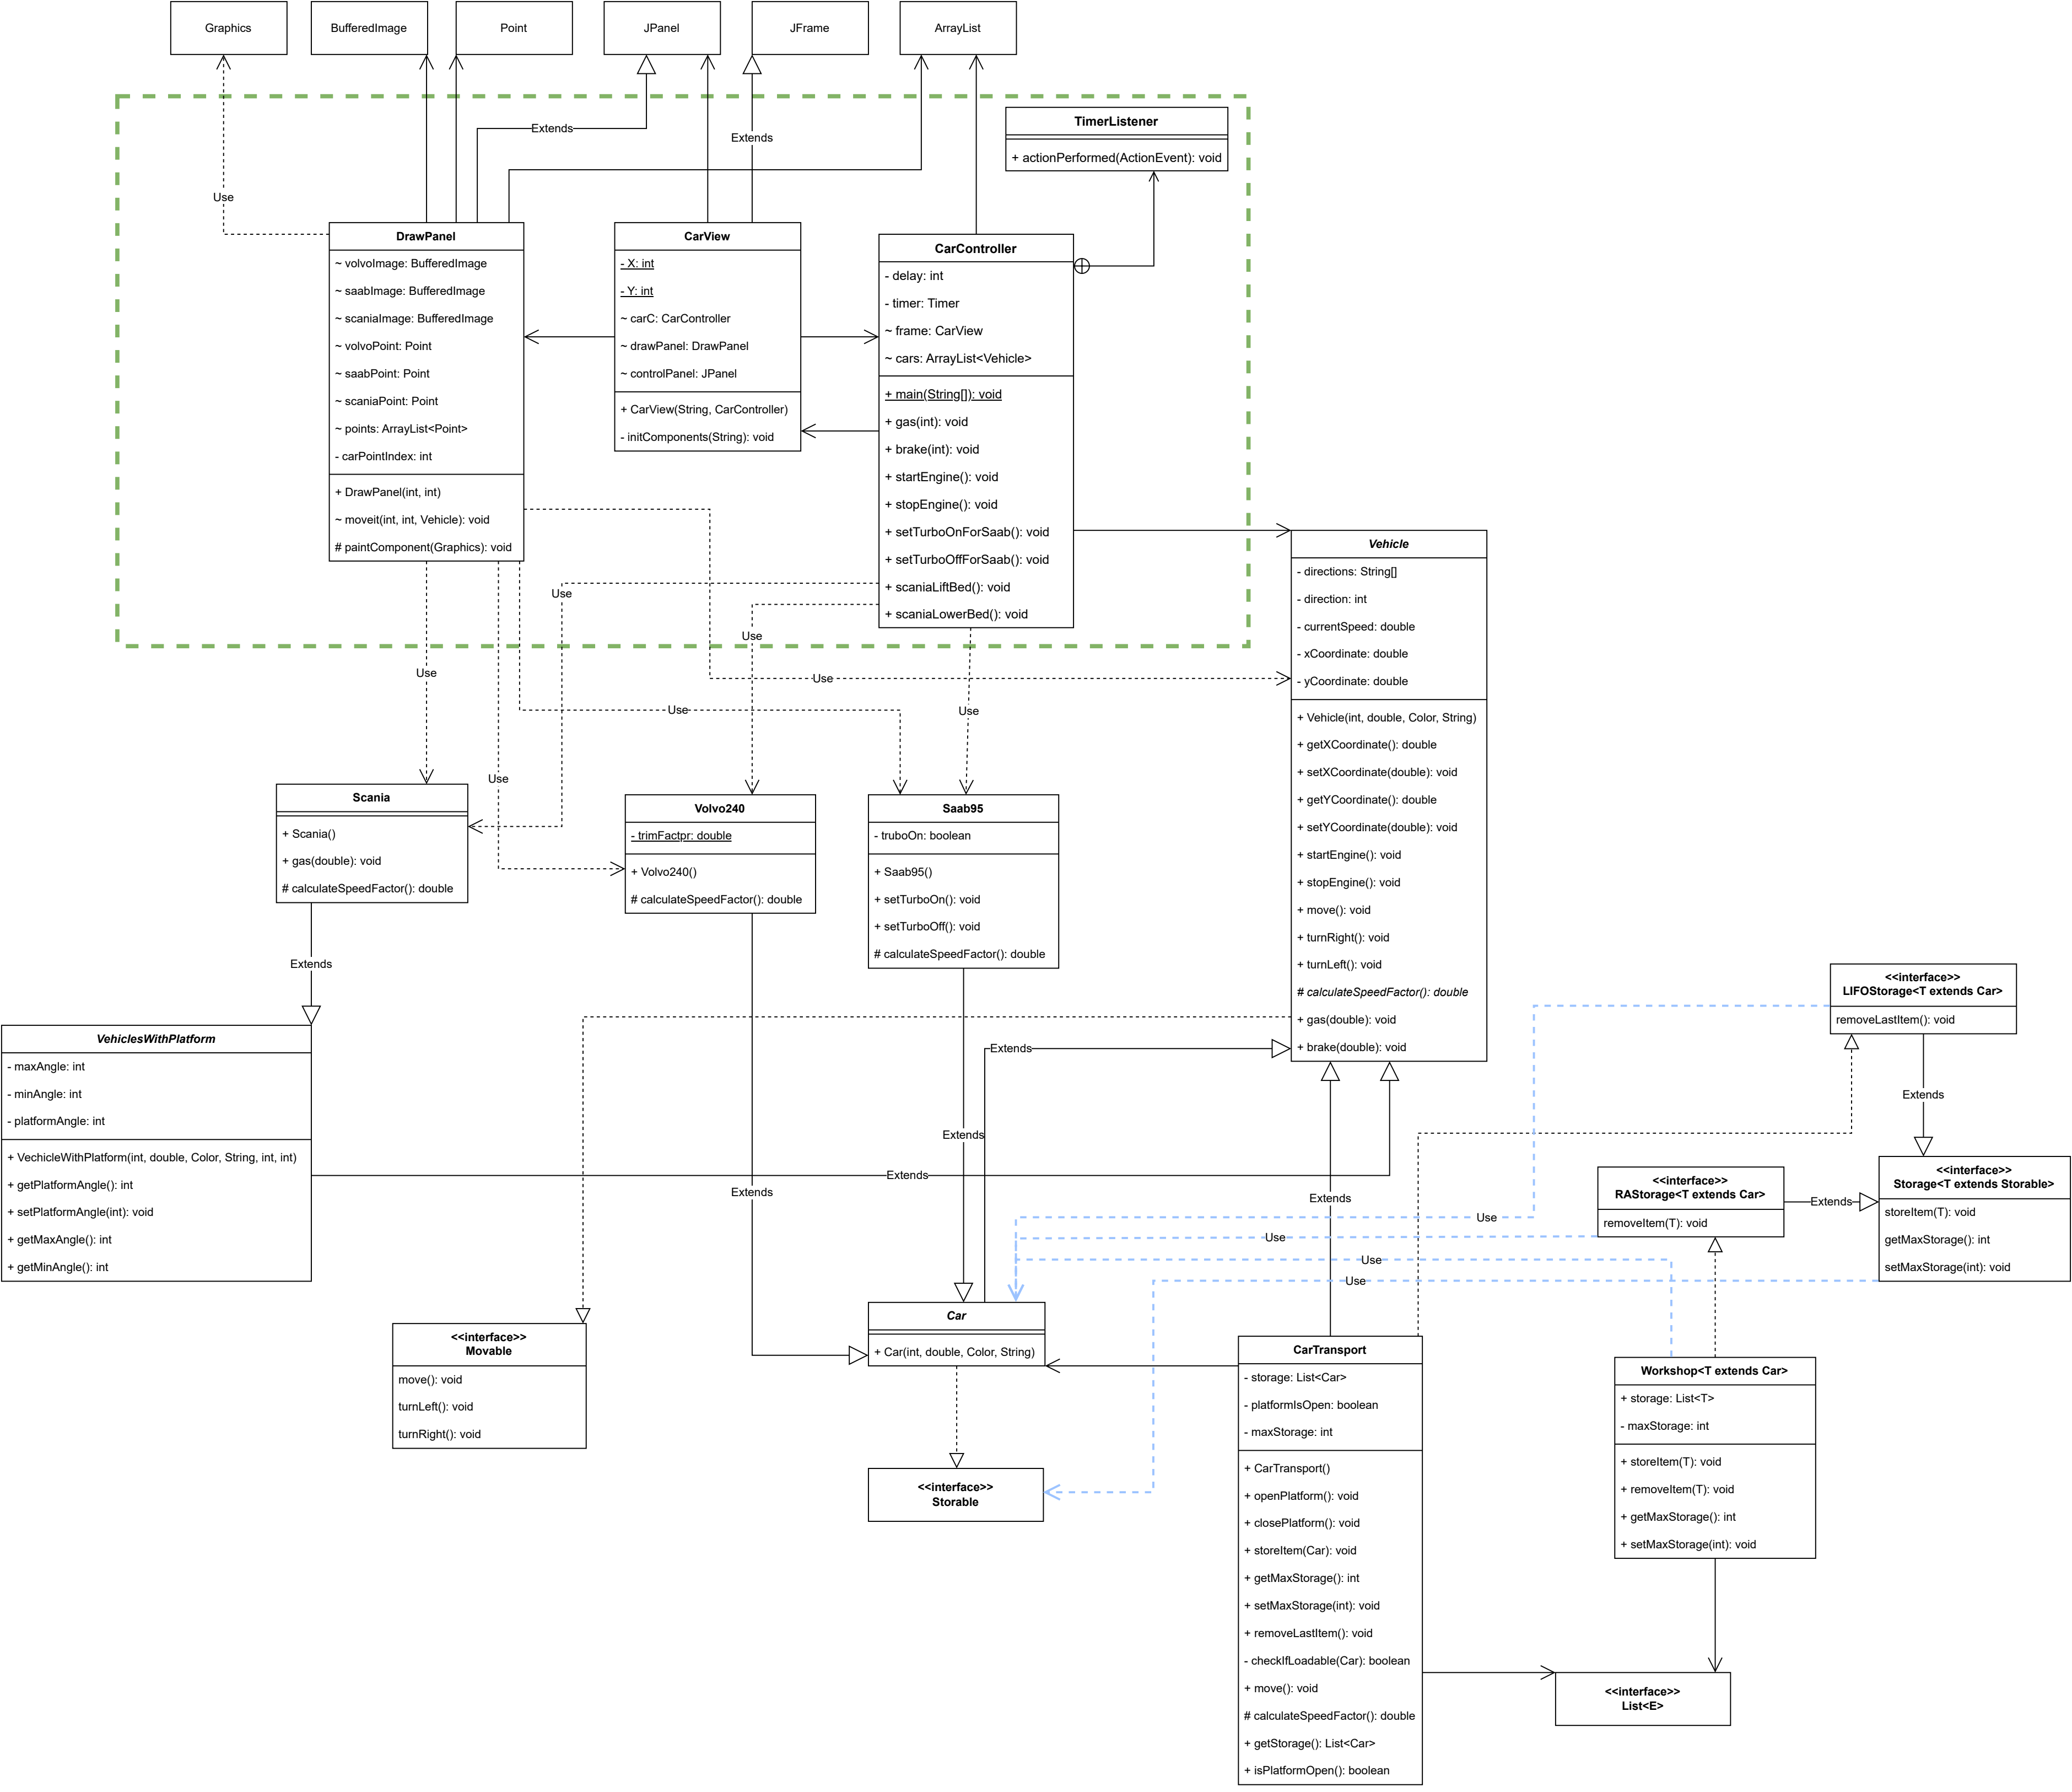 Graphics
BufferedImage
Point
JPanel
JFrame
ArrayList
TimerListener
+ actionPerformed(ActionEvent): void
Extends
Extends
Use
DrawPanel
~ volvoImage: BufferedImage
~ saabImage: BufferedImage
~ scaniaImage: BufferedImage
~ volvoPoint: Point
~ saabPoint: Point
~ scaniaPoint: Point
~ points: ArrayList<Point>
- carPointIndex: int
+ DrawPanel(int, int)
~ moveit(int, int, Vehicle): void
# paintComponent(Graphics): void
CarView
- X: int
- Y: int
~ carC: CarController
~ drawPanel: DrawPanel
~ controlPanel: JPanel
+ CarView(String, CarController)
- initComponents(String): void
CarController
- delay: int
- timer: Timer
~ frame: CarView
~ cars: ArrayList<Vehicle>
+ main(String[]): void
+ gas(int): void
+ brake(int): void
+ startEngine(): void
+ stopEngine(): void
+ setTurboOnForSaab(): void
+ setTurboOffForSaab(): void
+ scaniaLiftBed(): void
+ scaniaLowerBed(): void
Vehicle
- directions: String[]
- direction: int
- currentSpeed: double
- xCoordinate: double
- yCoordinate: double
+ Vehicle(int, double, Color, String)
+ getXCoordinate(): double
+ setXCoordinate(double): void
+ getYCoordinate(): double
+ setYCoordinate(double): void
+ startEngine(): void
+ stopEngine(): void
+ move(): void
+ turnRight(): void
+ turnLeft(): void
# calculateSpeedFactor(): double
+ gas(double): void
+ brake(double): void
Use
Use
Use
Use
Use
Use
Use
Scania
+ Scania()
+ gas(double): void
# calculateSpeedFactor(): double
Volvo240
- trimFactpr: double
+ Volvo240()
# calculateSpeedFactor(): double
Saab95
- truboOn: boolean
+ Saab95()
+ setTurboOn(): void
+ setTurboOff(): void
# calculateSpeedFactor(): double
Extends
VehiclesWithPlatform
- maxAngle: int
- minAngle: int
- platformAngle: int
+ VechicleWithPlatform(int, double, Color, String, int, int)
+ getPlatformAngle(): int
+ setPlatformAngle(int): void
+ getMaxAngle(): int
+ getMinAngle(): int
Extends
Extends
Extends
Extends
Extends
<<interface>>
LIFOStorage<T extends Car>
removeLastItem(): void
Extends
<<interface>>
RAStorage<T extends Car>
removeItem(T): void
Extends
<<interface>>
Storage<T extends Storable>
storeItem(T): void
getMaxStorage(): int
setMaxStorage(int): void
Use
Use
Use
Use
<<interface>>
Movable
move(): void
turnLeft(): void
turnRight(): void
Car
+ Car(int, double, Color, String)
<<interface>>
Storable
CarTransport
- storage: List<Car>
- platformIsOpen: boolean
- maxStorage: int
+ CarTransport()
+ openPlatform(): void
+ closePlatform(): void
+ storeItem(Car): void
+ getMaxStorage(): int
+ setMaxStorage(int): void
+ removeLastItem(): void
- checkIfLoadable(Car): boolean
+ move(): void
# calculateSpeedFactor(): double
+ getStorage(): List<Car>
+ isPlatformOpen(): boolean
Workshop<T extends Car>
+ storage: List<T>
- maxStorage: int
+ storeItem(T): void
+ removeItem(T): void
+ getMaxStorage(): int
+ setMaxStorage(int): void
<<interface>>
List<E>